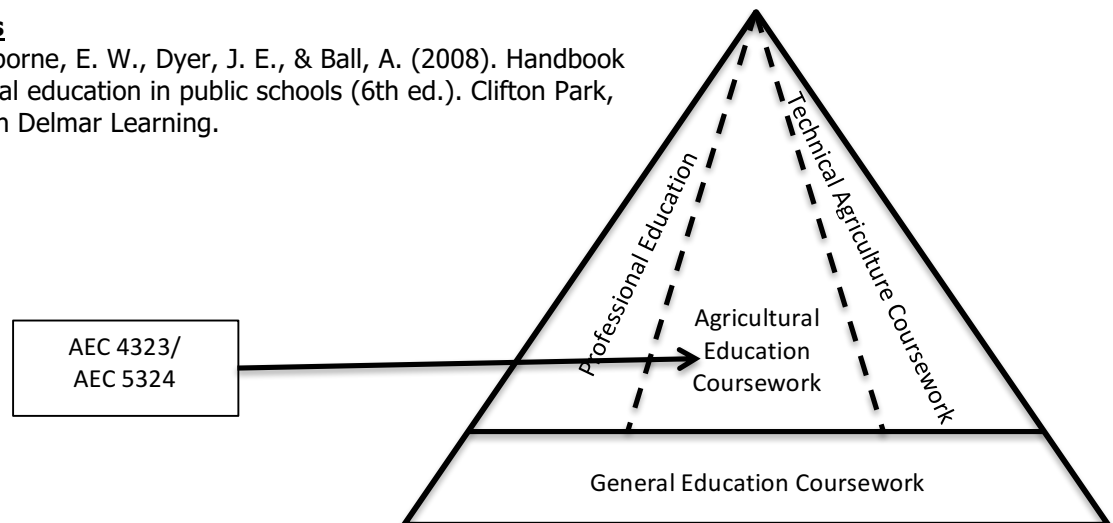 borne, E. W., Dyer, J. E., & Ball, A. (2008). Handbook
al education in public schools (6th ed.). Clifton Park,
Delmar Learning.
Professional Education
Technical Agriculture Coursework
AEC 4323/
AEC 5324
Agricultural
Education
Coursework
General Education Coursework